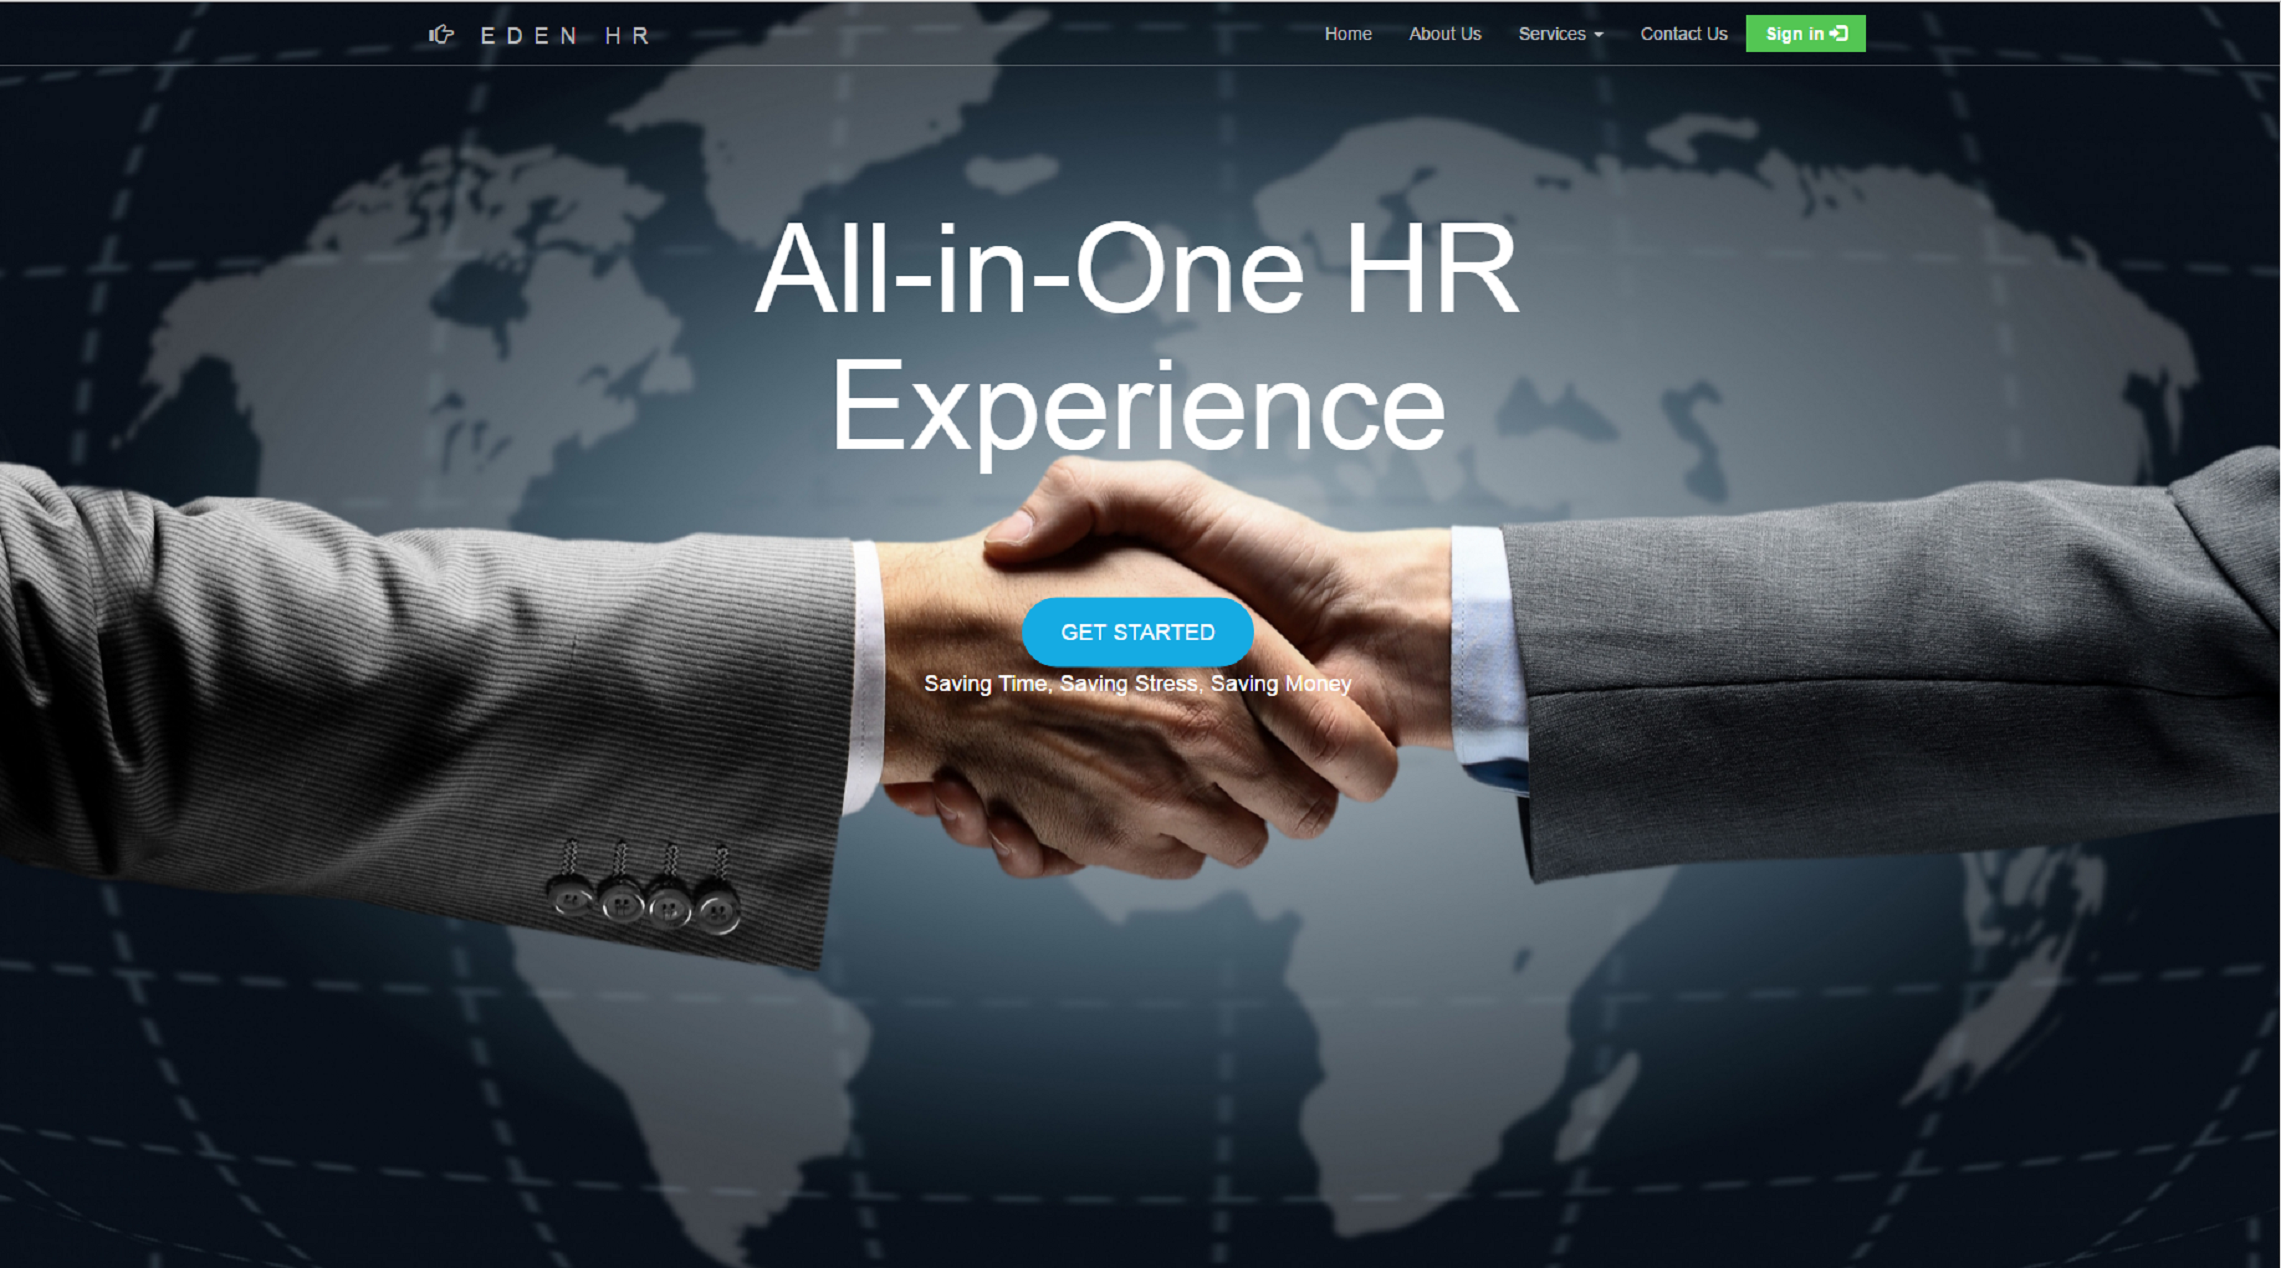 EDEN HR
Home
About Us
Services
Contact Us
Sign in
All-in-One HR
Experience
GET STARTED
Saving Time, Saving Stress, Saving Money